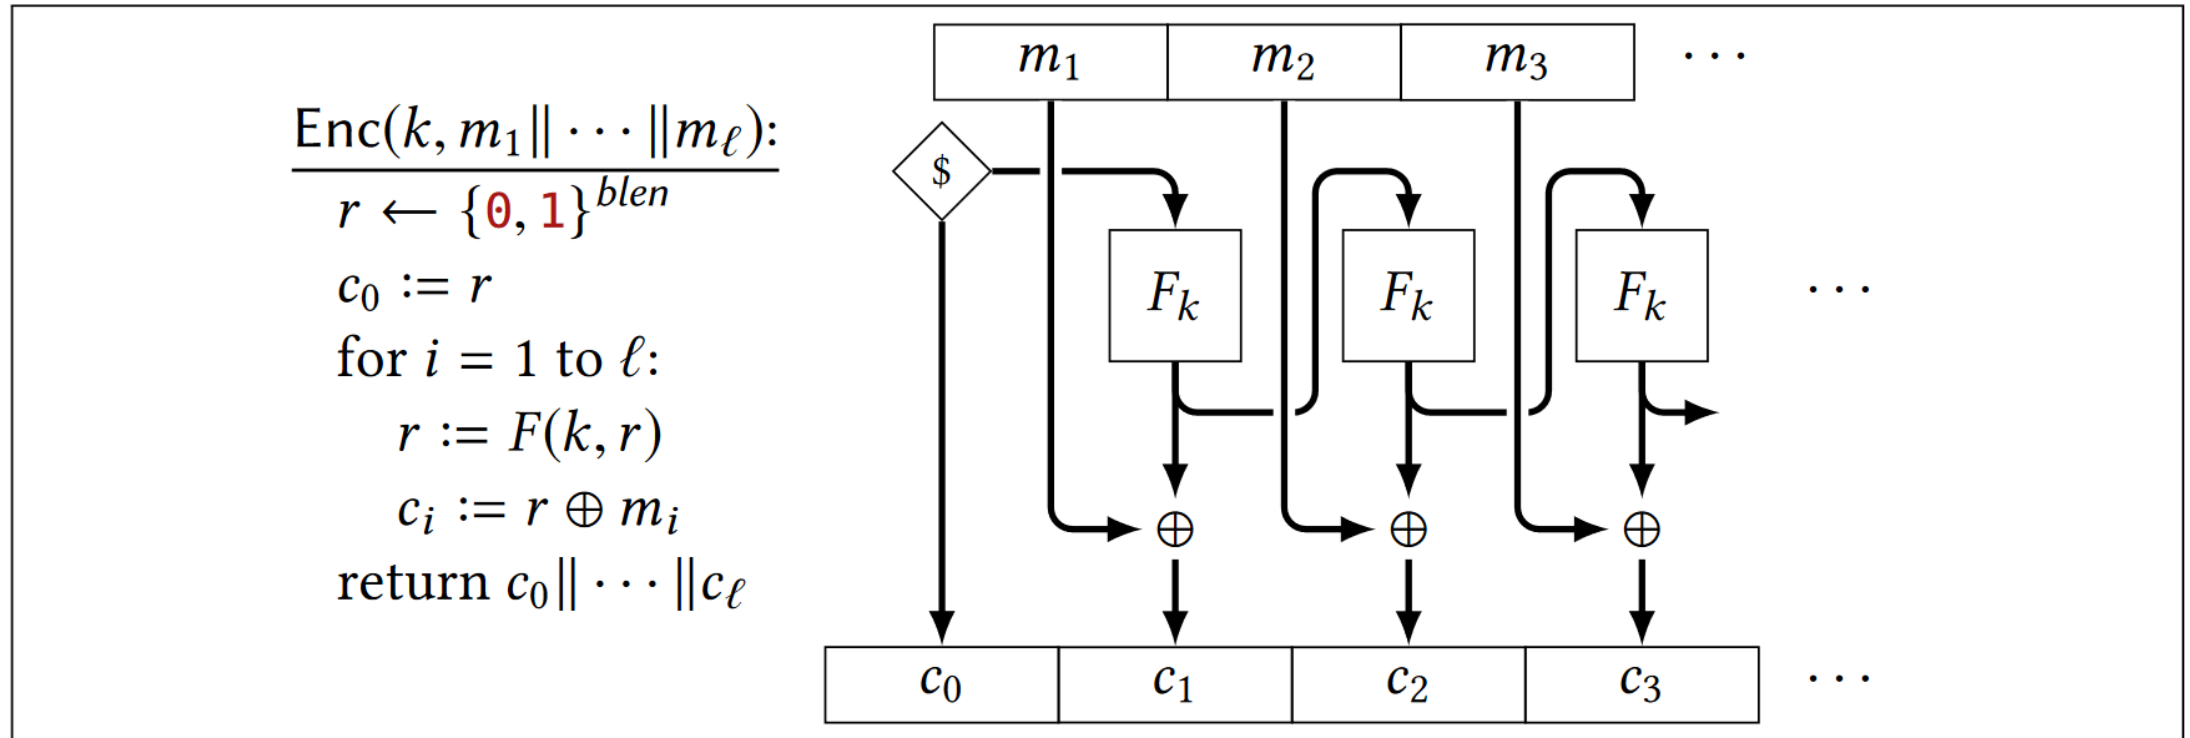 Enc(k, m₁‖···‖m_ℓ):
r ← {0, 1}^blen
c₀ := r
for i = 1 to ℓ:
r := F(k, r)
cᵢ := r ⊕ mᵢ
return c₀‖···‖c_ℓ
m₁ m₂ m₃ ···
$
F_k F_k F_k ···
⊕ ⊕ ⊕
c₀ c₁ c₂ c₃ ···